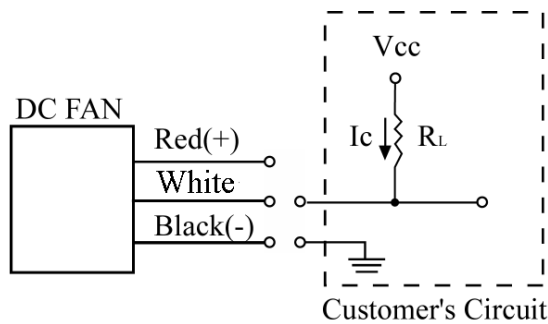 Vcc
DC FAN
Red(+)
Ic
RL
White
Black(-)
Customer's Circuit